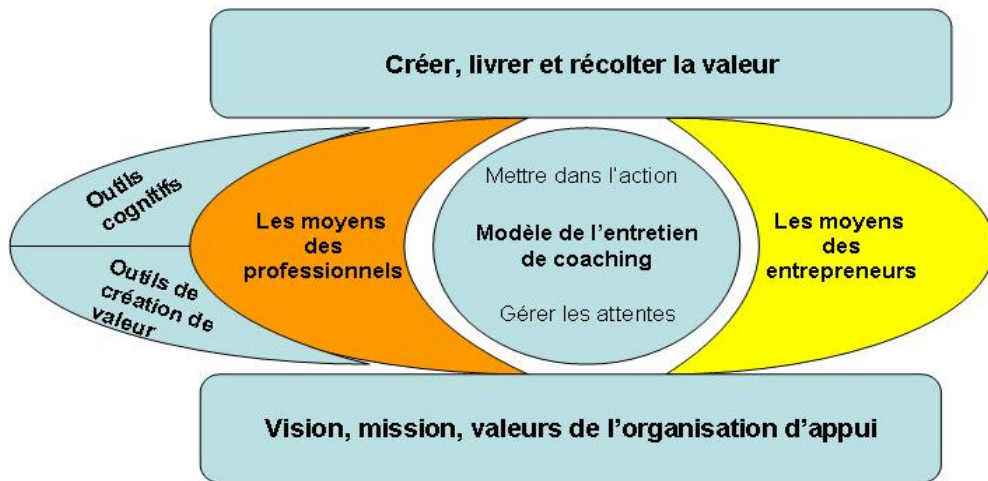 Créer, livrer et récolter la valeur
Outils
cognitifs
Outils de
création de
valeur
Les moyens
des
professionnels
Mettre dans l'action
Modèle de l'entretien
de coaching
Gérer les attentes
Les moyens
des
entrepreneurs
Vision, mission, valeurs de l'organisation d'appui